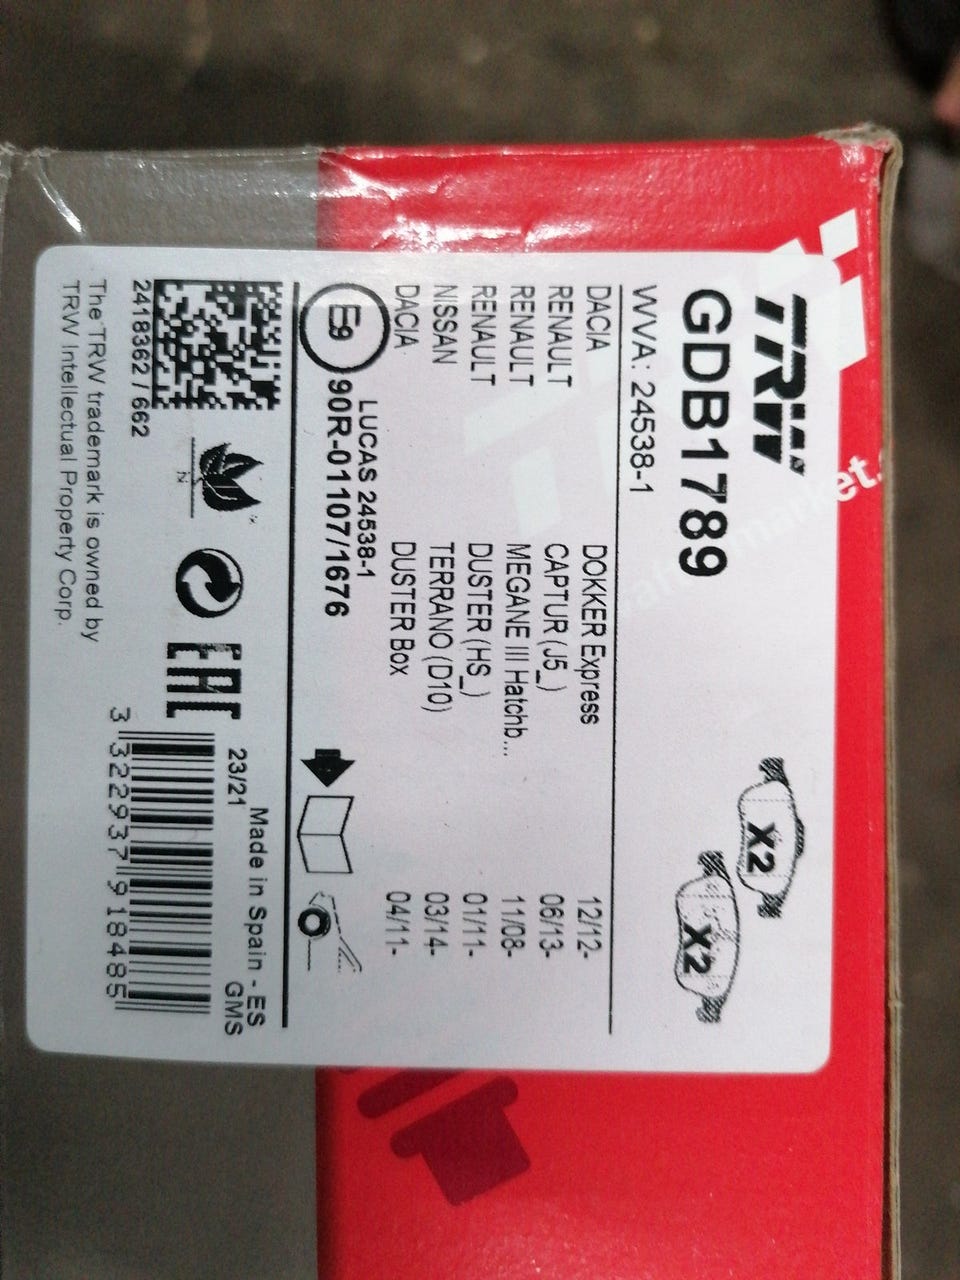 TRW
GDB1789
X2
X2
WVA: 24538-1
DACIA DOKKER Express 12/12-
RENAULT CAPTUR (J5_) 06/13-
RENAULT MEGANE III Hatchb... 11/08-
RENAULT DUSTER (HS_) 01/11-
NISSAN TERRANO (D10) 03/14-
DACIA DUSTER Box 04/11-
LUCAS 24538-1
E9 90R-01107/1676
Made in Spain - ES
23/21 GMS
N
EAC
2418362 / 662
3 322937 918485
The TRW trademark is owned by
TRW Intellectual Property Corp.